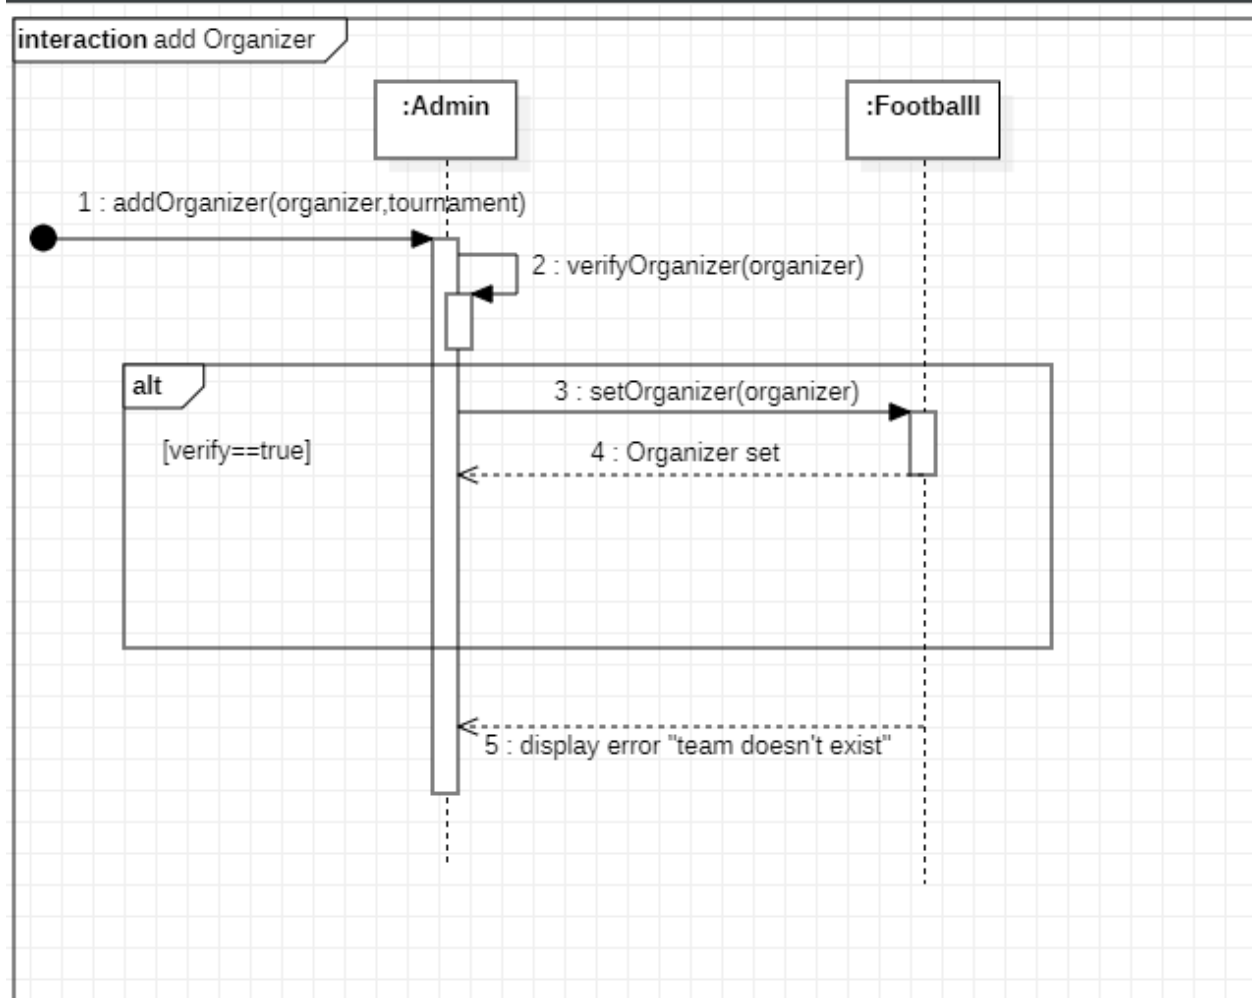 interaction add Organizer
:Admin
:Footballl
1 : addOrganizer(organizer,tournament)
2 : verifyOrganizer(organizer)
alt
3 : setOrganizer(organizer)
[verify==true]
4 : Organizer set
5 : display error "team doesn't exist"